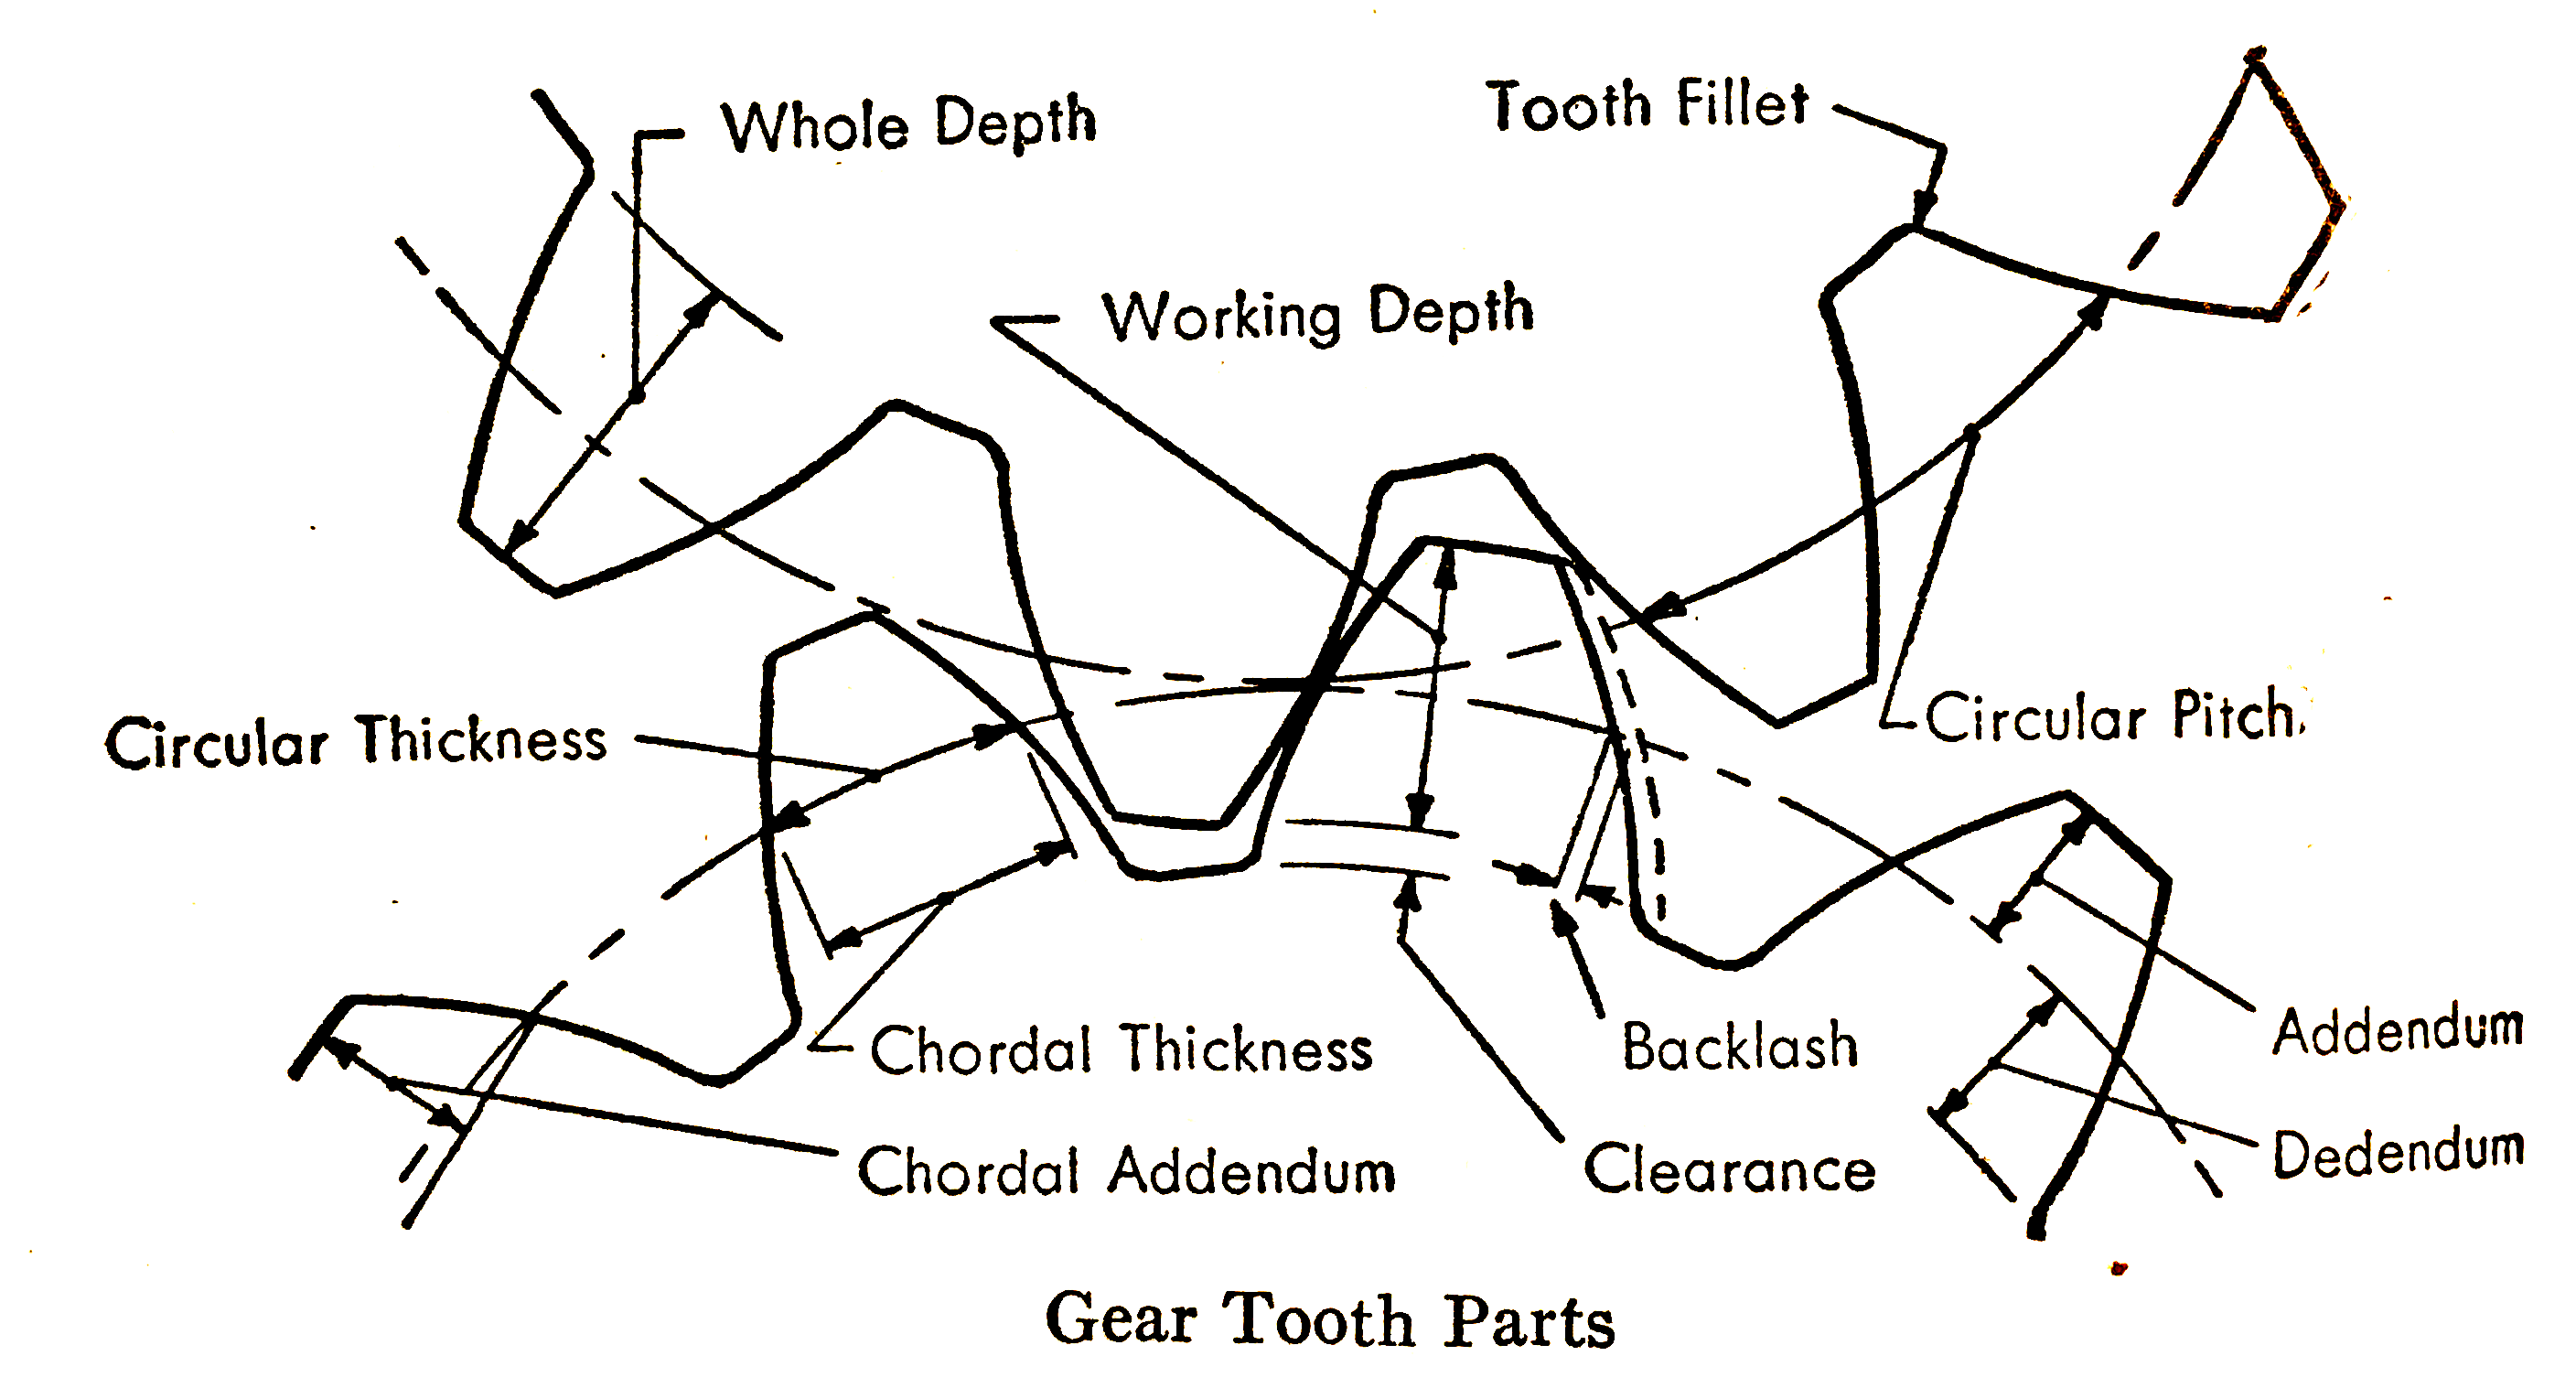 Whole Depth
Tooth Fillet
Working Depth
Circular Thickness
Circular Pitch
Chordal Thickness
Backlash
Addendum
Chordal Addendum
Clearance
Dedendum
Gear Tooth Parts